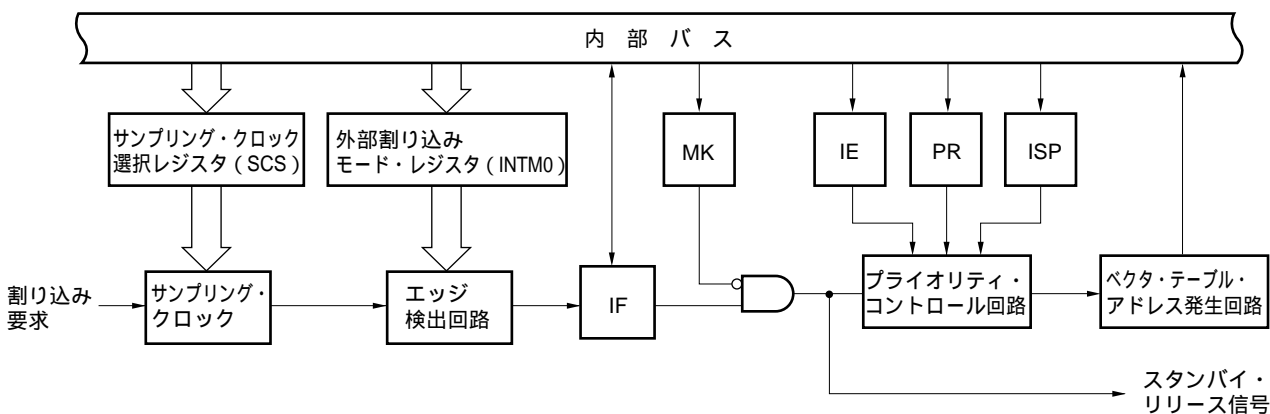 内部バス
サンプリング・クロック
選択レジスタ(SCS)
外部割り込み
モード・レジスタ(INTM0)
MK
IE
PR
ISP
割り込み
要求
サンプリング・
クロック
エッジ
検出回路
IF
プライオリティ・
コントロール回路
ベクタ・テーブル・
アドレス発生回路
スタンバイ・
リリース信号